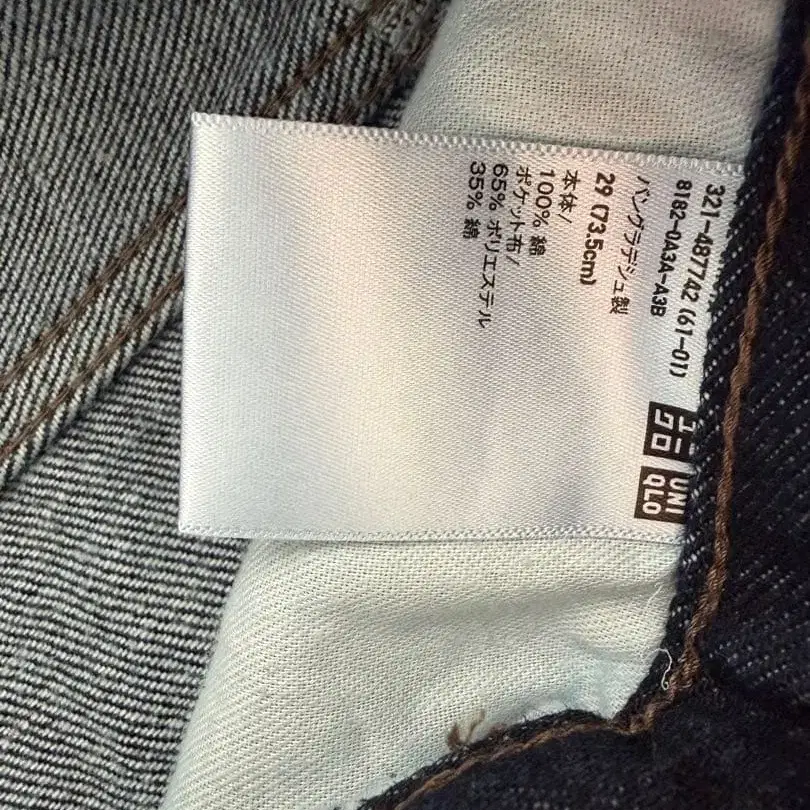 ユニ
クロ
UNI
QLO
321-487742 (61-01)
8182-0A3A-A3B
バングラデシュ製
29 (73.5cm)
本体/
100% 綿
ポケット布/
65% ポリエステル
35% 綿